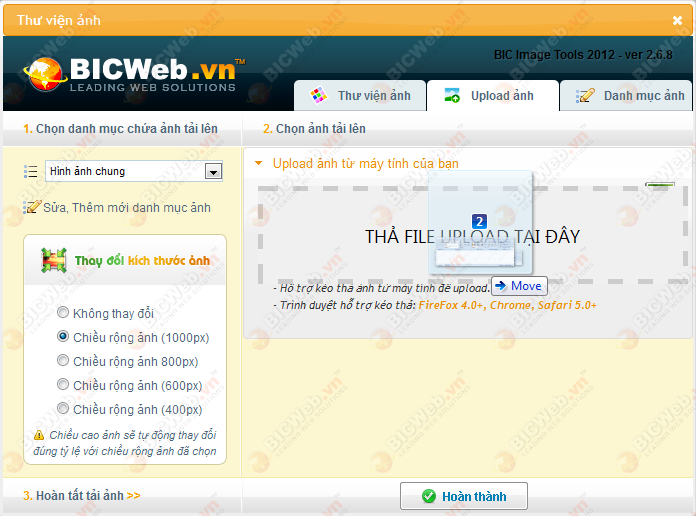 Thư viện ảnh
BIC Image Tools 2012 - ver 2.6.8
BICWeb.vn™
LEADING WEB SOLUTIONS
Thư viện ảnh
Upload ảnh
Danh mục ảnh
1. Chọn danh mục chứa ảnh tải lên
2. Chọn ảnh tải lên
Hình ảnh chung
Sửa, Thêm mới danh mục ảnh
Thay đổi kích thước ảnh
Không thay đổi
Chiều rộng ảnh (1000px)
Chiều rộng ảnh 800px)
Chiều rộng ảnh (600px)
Chiều rộng ảnh (400px)
Chiều cao ảnh sẽ tự động thay đổi
đúng tỷ lệ với chiều rộng ảnh đã chọn
Upload ảnh từ máy tính của bạn
2
THẢ FILE UPLOAD TẠI ĐÂY
- Hỗ trợ kéo thả ảnh từ máy tính để upload.
Move
- Trình duyệt hỗ trợ kéo thả: FireFox 4.0+, Chrome, Safari 5.0+
3. Hoàn tất tải ảnh >>
Hoàn thành